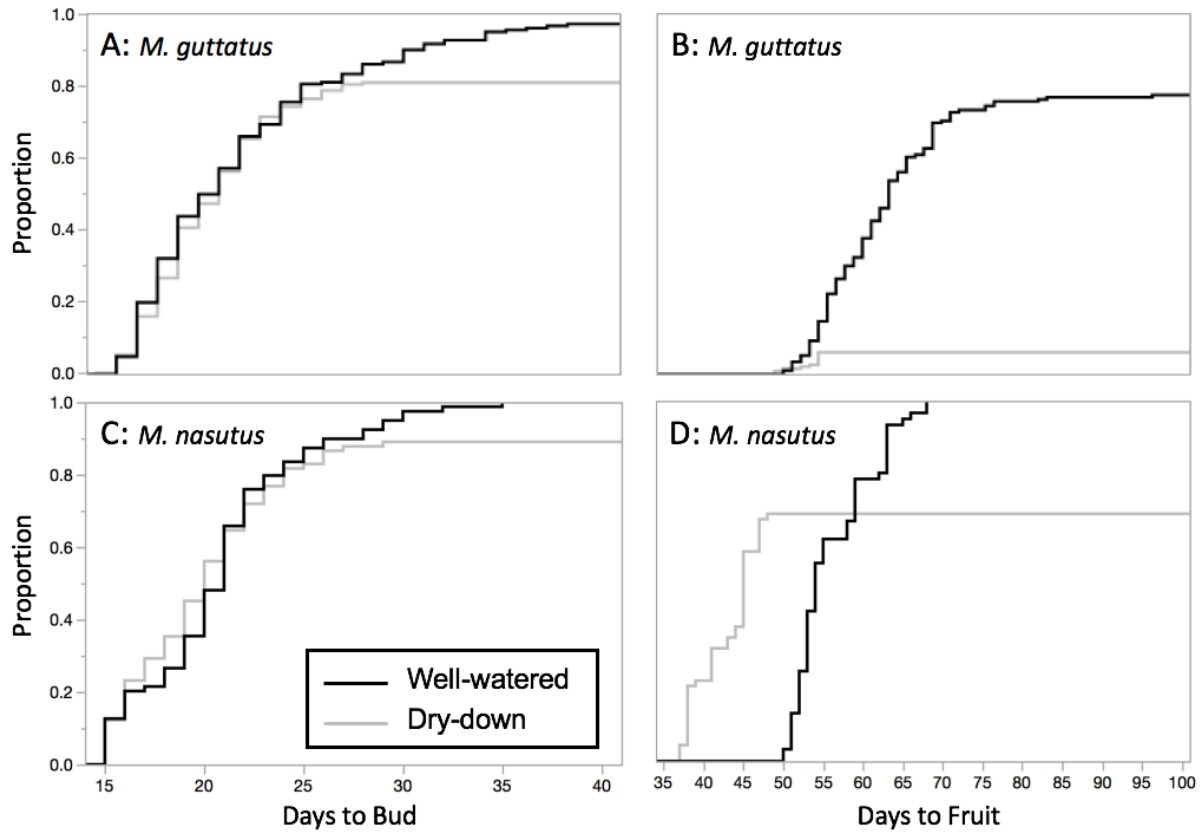 A: M. guttatus
B: M. guttatus
Proportion
1.0
0.8
0.6
0.4
0.2
0.0
C: M. nasutus
D: M. nasutus
Proportion
1.0
0.8
0.6
0.4
0.2
0.0
Well-watered
Dry-down
15 20 25 30 35 40
35 40 45 50 55 60 65 70 75 80 85 90 95 100
Days to Bud
Days to Fruit